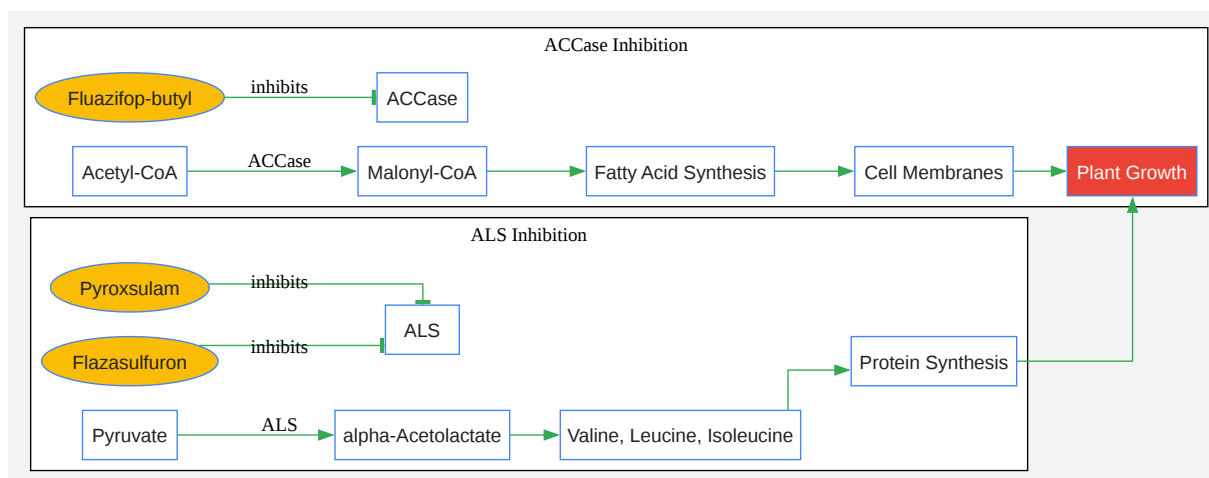 ACCase Inhibition
Fluazifop-butyl
inhibits
ACCase
Acetyl-CoA
ACCase
Malonyl-CoA
Fatty Acid Synthesis
Cell Membranes
Plant Growth
ALS Inhibition
Pyroxsulam
inhibits
ALS
Flazasulfuron
inhibits
Protein Synthesis
Pyruvate
ALS
alpha-Acetolactate
Valine, Leucine, Isoleucine